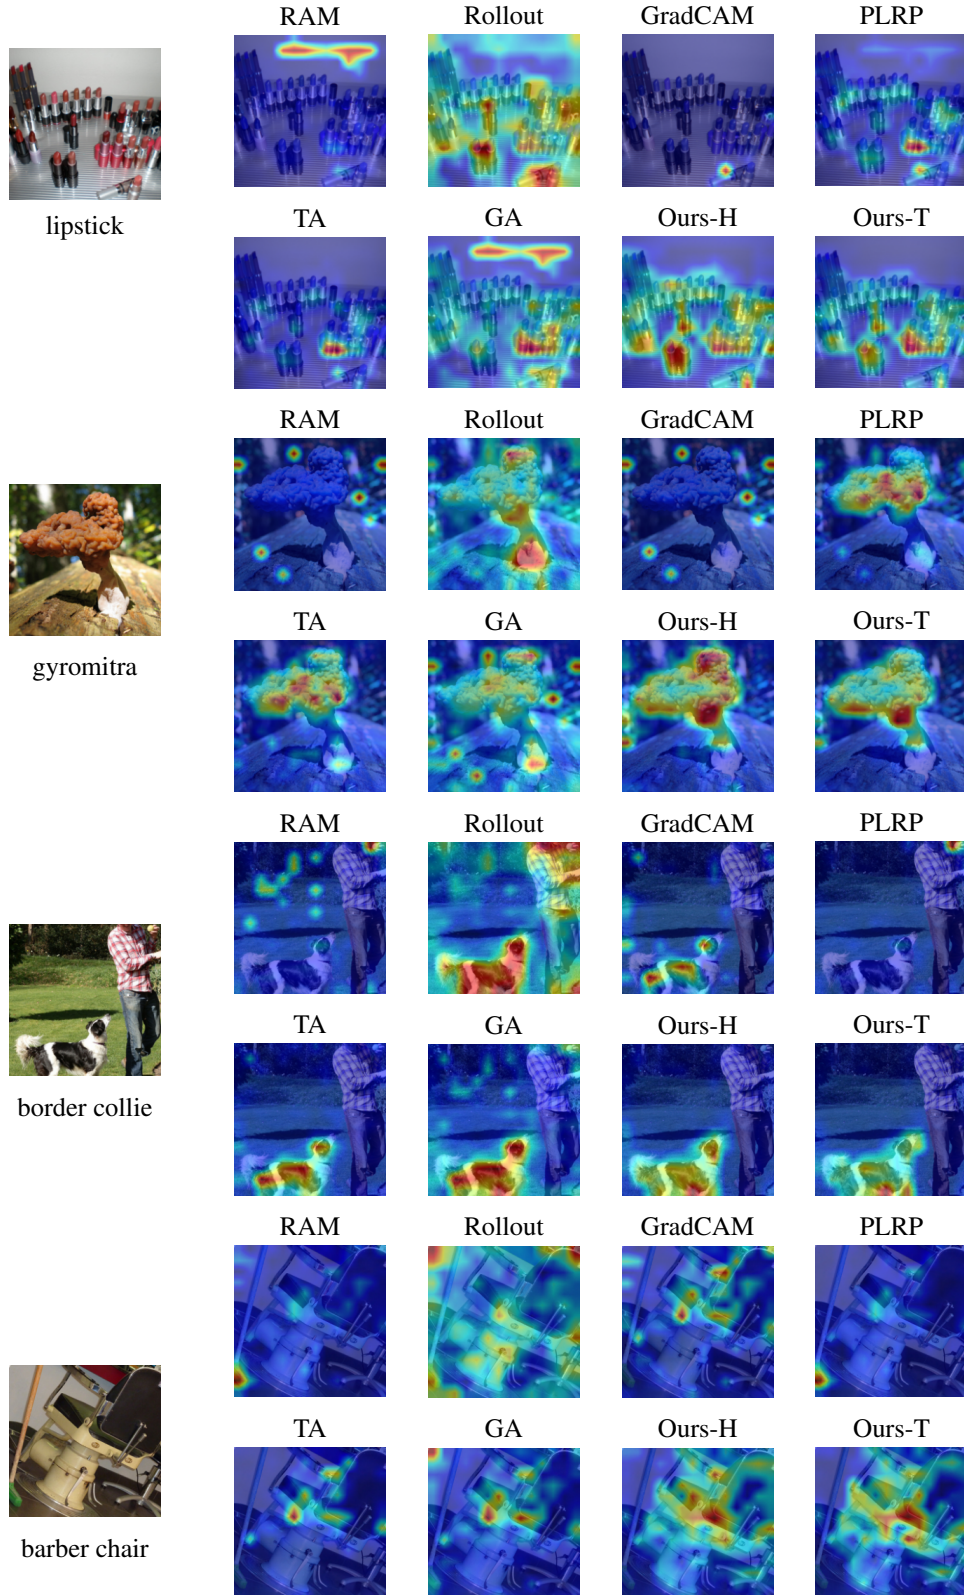 RAM Rollout GradCAM PLRP
lipstick
TA GA Ours-H Ours-T
RAM Rollout GradCAM PLRP
gyromitra
TA GA Ours-H Ours-T
RAM Rollout GradCAM PLRP
border collie
TA GA Ours-H Ours-T
RAM Rollout GradCAM PLRP
barber chair
TA GA Ours-H Ours-T